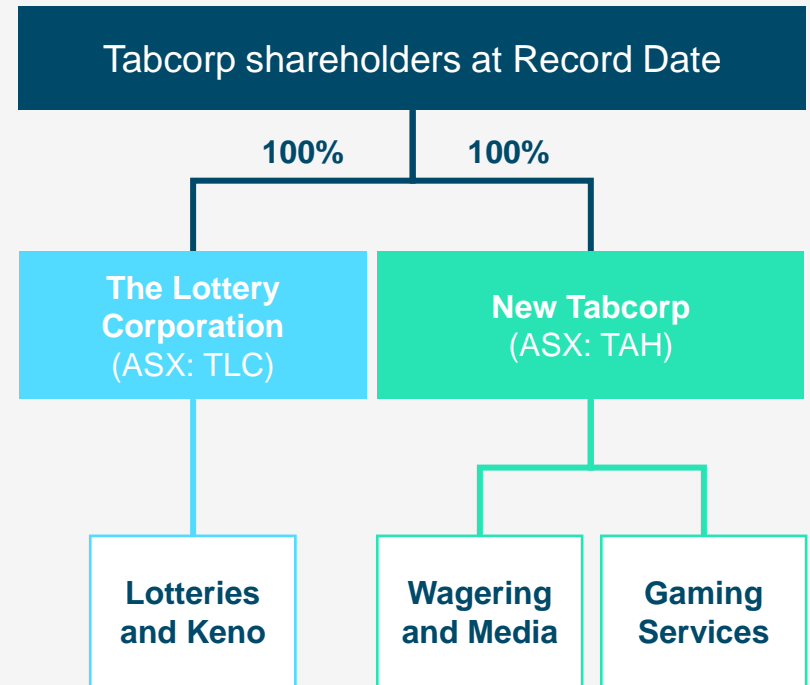 Tabcorp shareholders at Record Date
100%
100%
The Lottery
Corporation
(ASX: TLC)
New Tabcorp
(ASX: TAH)
Lotteries
and Keno
Wagering
and Media
Gaming
Services